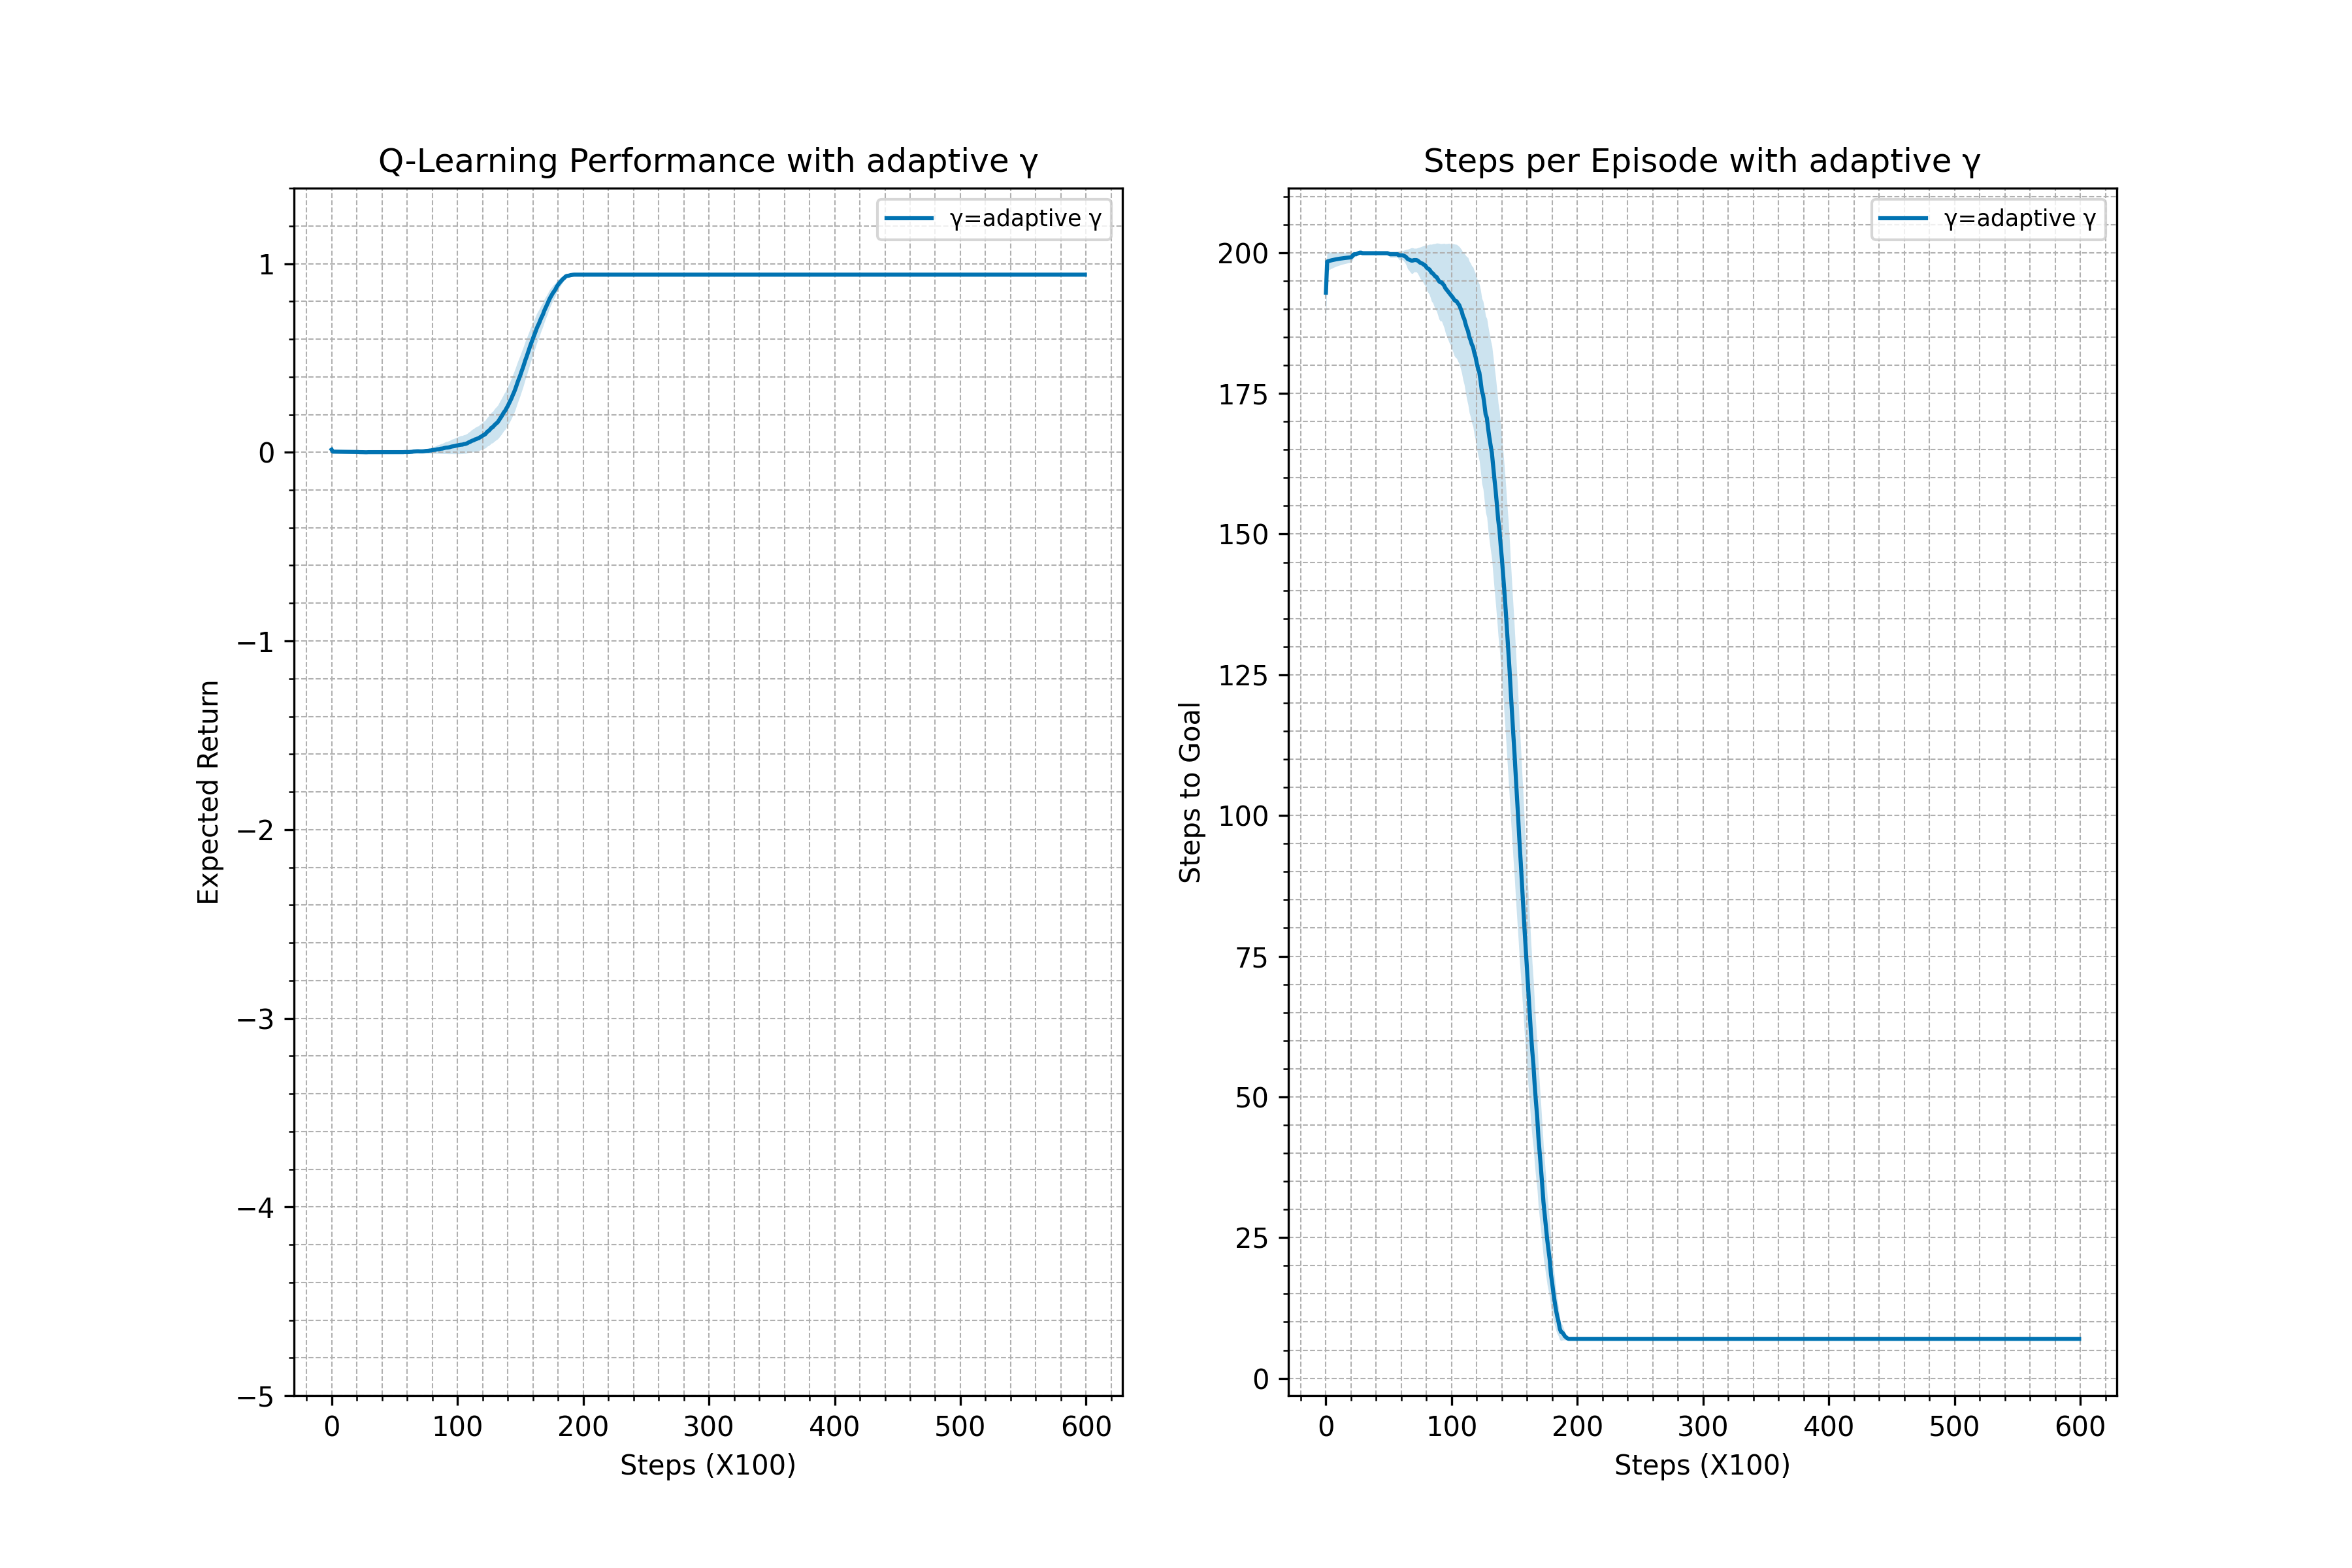 Q-Learning Performance with adaptive γ
γ=adaptive γ
Expected Return
1
0
−1
−2
−3
−4
−5
0 100 200 300 400 500 600
Steps (X100)
Steps per Episode with adaptive γ
γ=adaptive γ
Steps to Goal
200
175
150
125
100
75
50
25
0
0 100 200 300 400 500 600
Steps (X100)